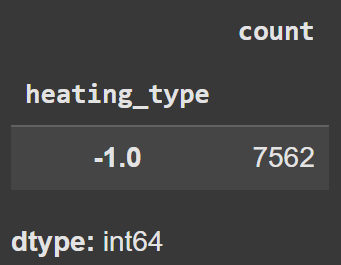 count
heating_type
-1.0 7562
dtype: int64